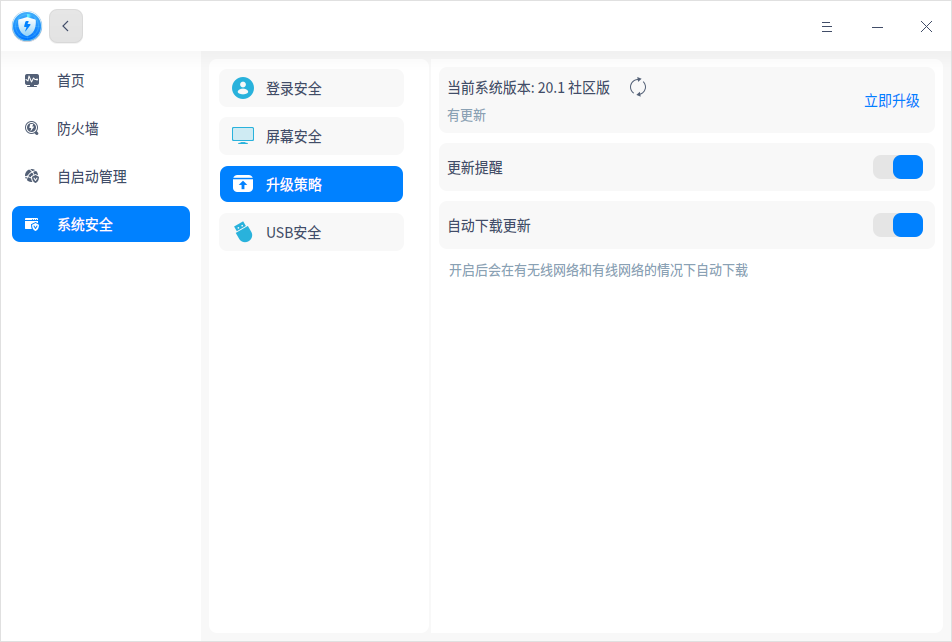 首页
防火墙
自启动管理
系统安全
登录安全
屏幕安全
升级策略
USB安全
当前系统版本: 20.1 社区版
有更新
立即升级
更新提醒
自动下载更新
开启后会在有无线网络和有线网络的情况下自动下载